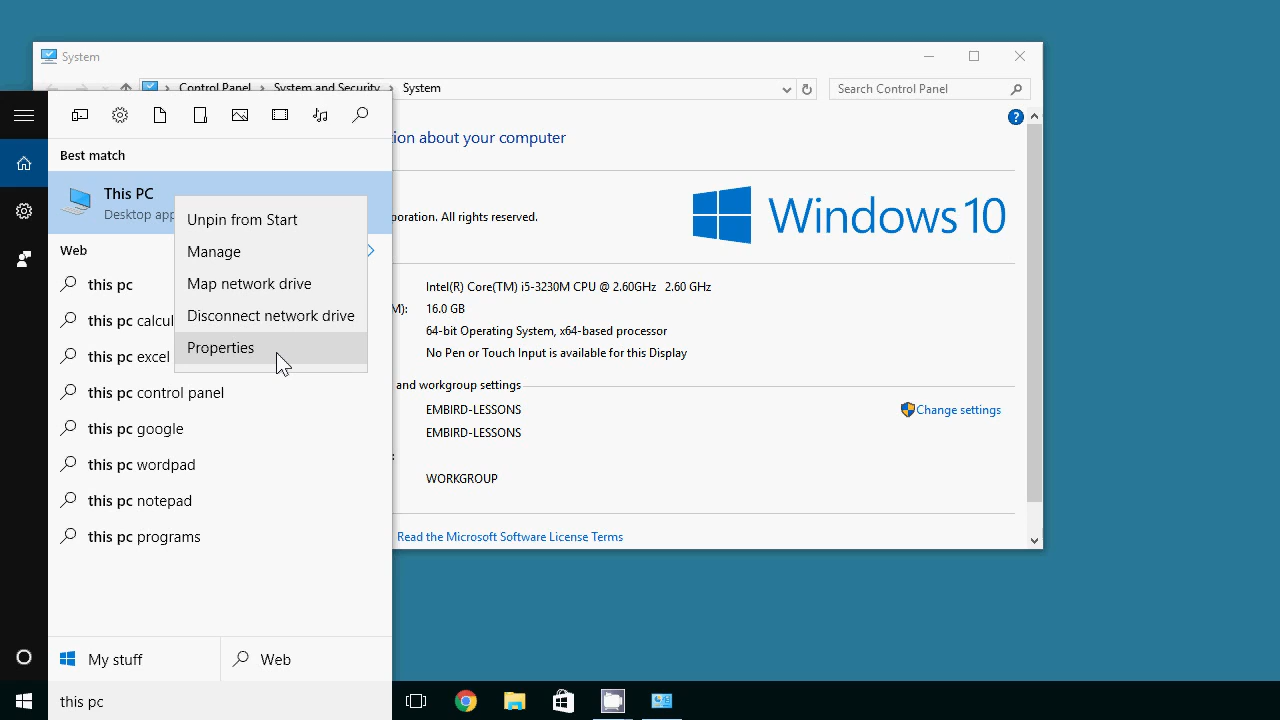 System
Control Panel
System and Security
System
Search Control Panel
Best match
This PC
Desktop app
Unpin from Start
Manage
Map network drive
Disconnect network drive
Properties
Web
this pc
this pc calcul
this pc excel
this pc control panel
this pc google
this pc wordpad
this pc notepad
this pc programs
My stuff
Web
this pc
tion about your computer
oration. All rights reserved.
Windows 10
Intel(R) Core(TM) i5-3230M CPU @ 2.60GHz 2.60 GHz
M): 16.0 GB
64-bit Operating System, x64-based processor
No Pen or Touch Input is available for this Display
and workgroup settings
EMBIRD-LESSONS
Change settings
EMBIRD-LESSONS
:
WORKGROUP
Read the Microsoft Software License Terms